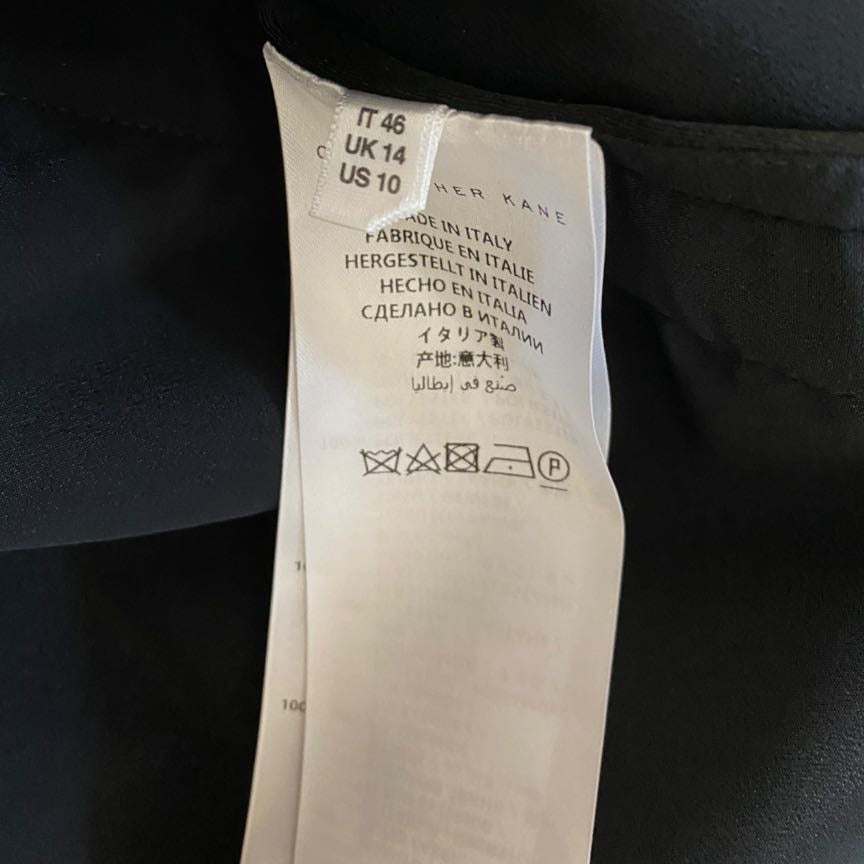 IT 46
UK 14
US 10
HER KANE
ADE IN ITALY
FABRIQUE EN ITALIE
HERGESTELLT IN ITALIEN
HECHO EN ITALIA
СДЕЛАНО В ИТАЛИИ
イタリア製
产地:意大利
صنع في إيطاليا
P
100